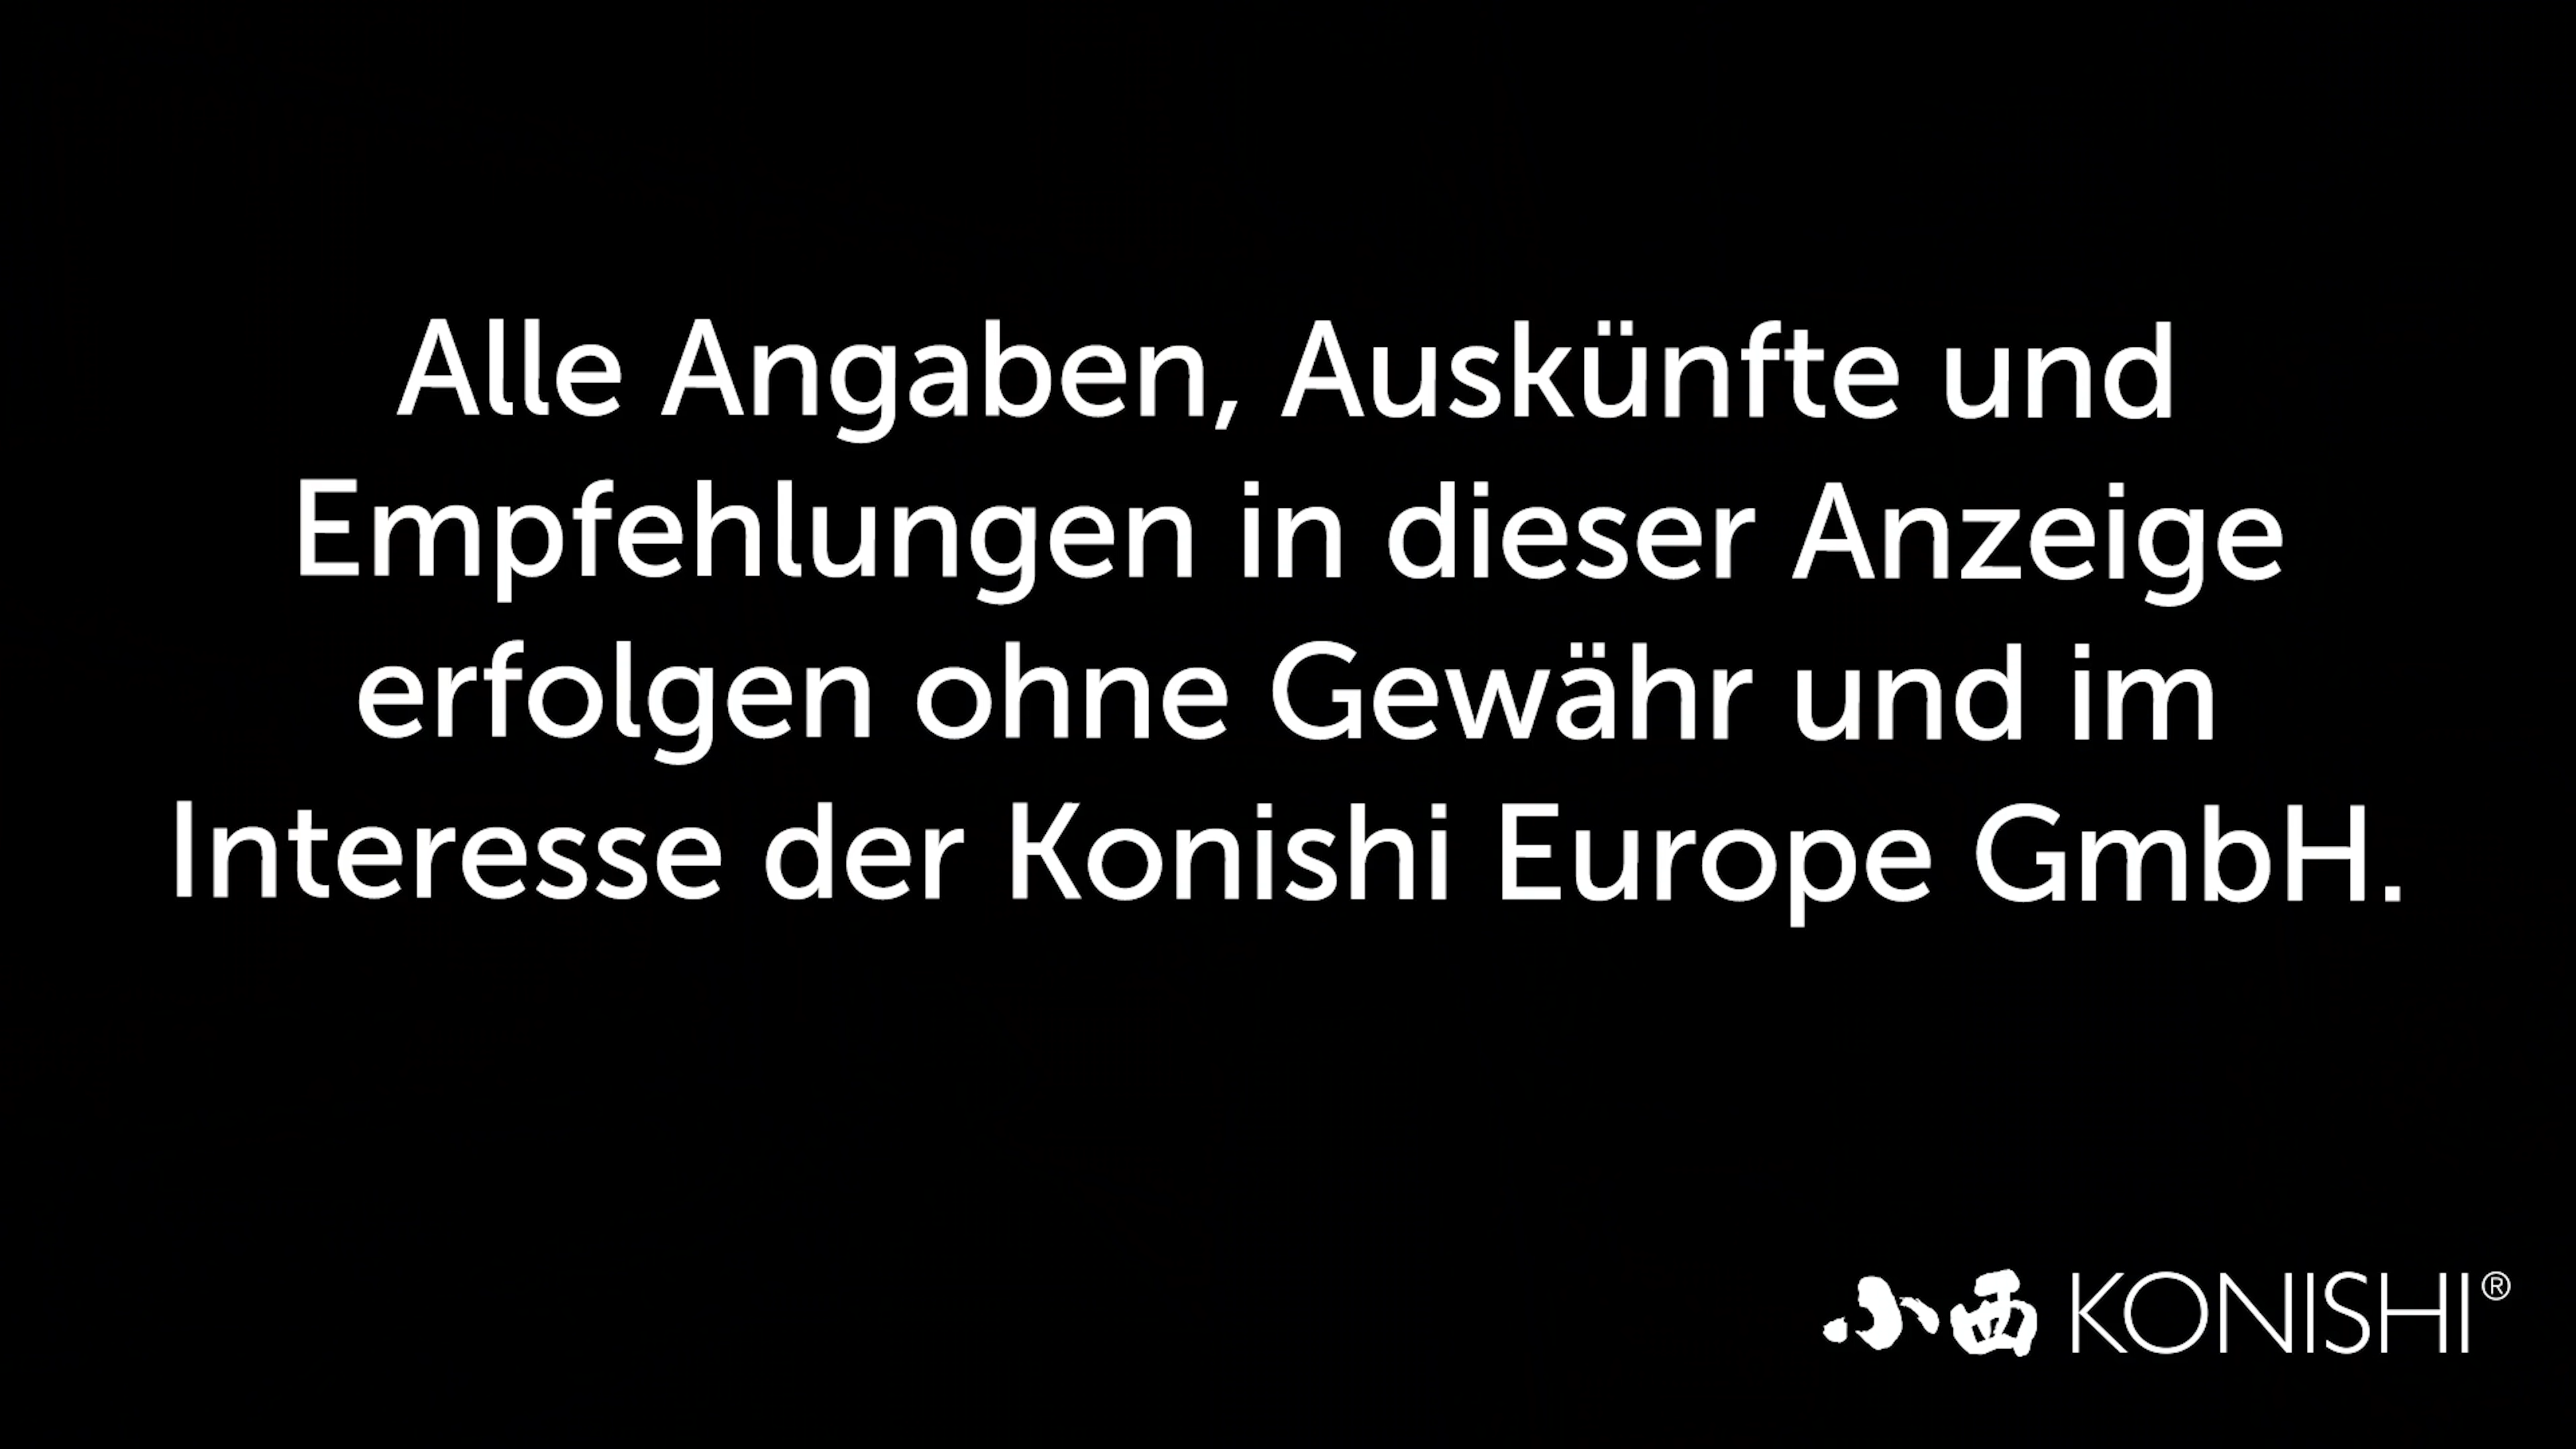 Alle Angaben, Auskünfte und
Empfehlungen in dieser Anzeige
erfolgen ohne Gewähr und im
Interesse der Konishi Europe GmbH.
小西 KONISHI®